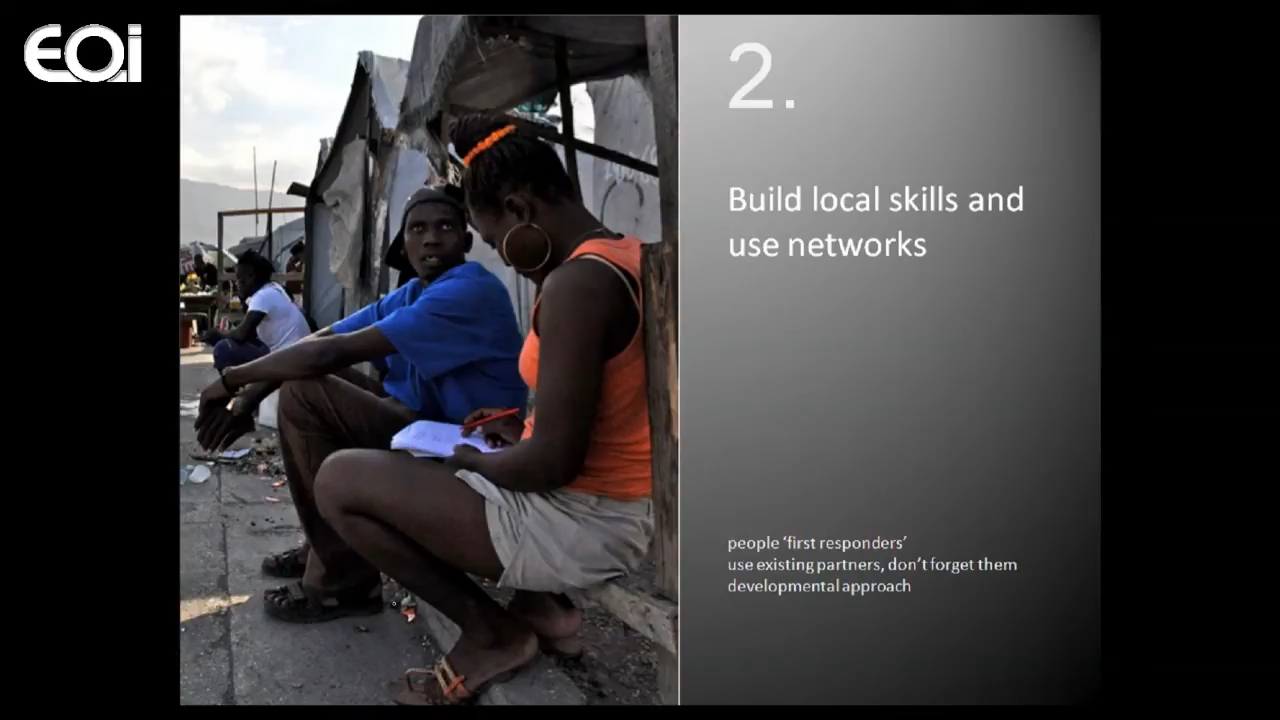 EOi
2.
Build local skills and
use networks
people ‘first responders’
use existing partners, don’t forget them
developmental approach